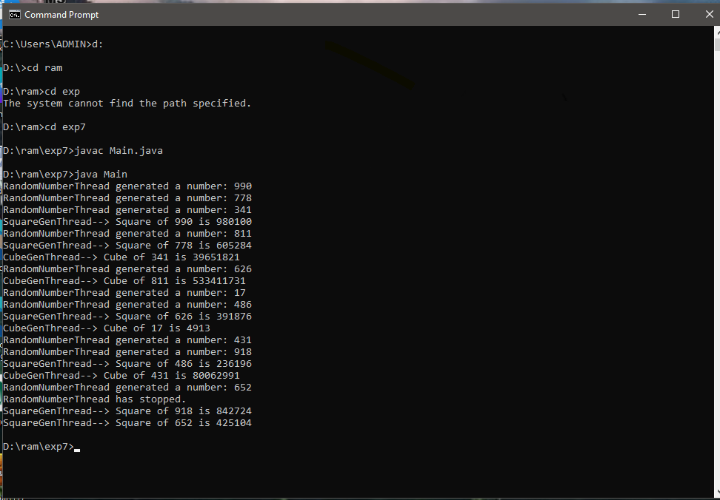 Command Prompt
C:\Users\ADMIN>d:
D:\>cd ram
D:\ram>cd exp
The system cannot find the path specified.
D:\ram>cd exp7
D:\ram\exp7>javac Main.java
D:\ram\exp7>java Main
RandomNumberThread generated a number: 990
RandomNumberThread generated a number: 778
RandomNumberThread generated a number: 341
SquareGenThread--> Square of 990 is 980100
RandomNumberThread generated a number: 811
SquareGenThread--> Square of 778 is 605284
CubeGenThread--> Cube of 341 is 39651821
RandomNumberThread generated a number: 626
CubeGenThread--> Cube of 811 is 533411731
RandomNumberThread generated a number: 17
RandomNumberThread generated a number: 486
SquareGenThread--> Square of 626 is 391876
CubeGenThread--> Cube of 17 is 4913
RandomNumberThread generated a number: 431
RandomNumberThread generated a number: 918
SquareGenThread--> Square of 486 is 236196
CubeGenThread--> Cube of 431 is 80062991
RandomNumberThread generated a number: 652
RandomNumberThread has stopped.
SquareGenThread--> Square of 918 is 842724
SquareGenThread--> Square of 652 is 425104
D:\ram\exp7>